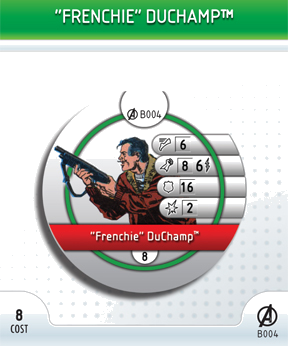 "FRENCHIE" DUCHAMP™
B004
6
8 6
16
2
"Frenchie" DuChamp™
8
8
COST
B004